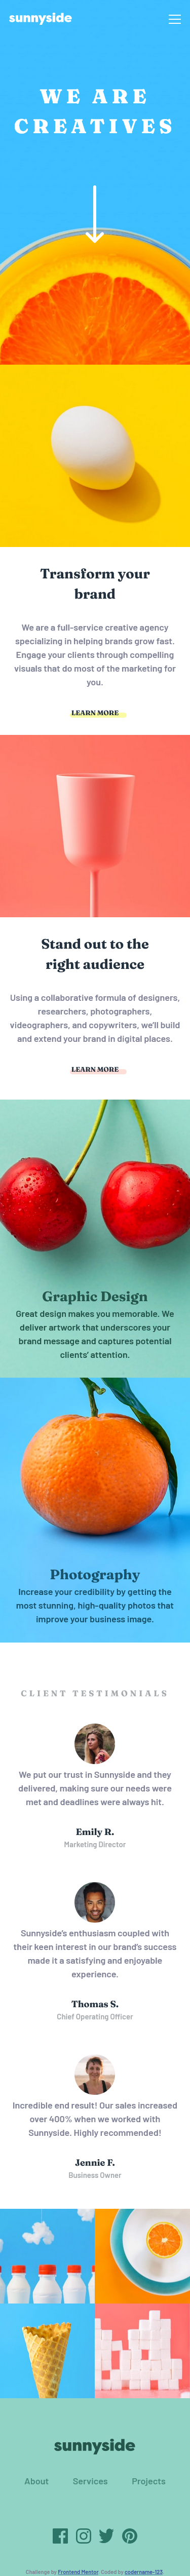 sunnyside
WE ARE
CREATIVES
Transform your
brand
We are a full-service creative agency
specializing in helping brands grow fast.
Engage your clients through compelling
visuals that do most of the marketing for
you.
LEARN MORE
Stand out to the
right audience
Using a collaborative formula of designers,
researchers, photographers,
videographers, and copywriters, we'll build
and extend your brand in digital places.
LEARN MORE
Graphic Design
Great design makes you memorable. We
deliver artwork that underscores your
brand message and captures potential
clients' attention.
Photography
Increase your credibility by getting the
most stunning, high-quality photos that
improve your business image.
CLIENT TESTIMONIALS
We put our trust in Sunnyside and they
delivered, making sure our needs were
met and deadlines were always hit.
Emily R.
Marketing Director
Sunnyside's enthusiasm coupled with
their keen interest in our brand's success
made it a satisfying and enjoyable
experience.
Thomas S.
Chief Operating Officer
Incredible end result! Our sales increased
over 400% when we worked with
Sunnyside. Highly recommended!
Jennie F.
Business Owner
sunnyside
About Services Projects
Challenge by Frontend Mentor. Coded by codername-123.